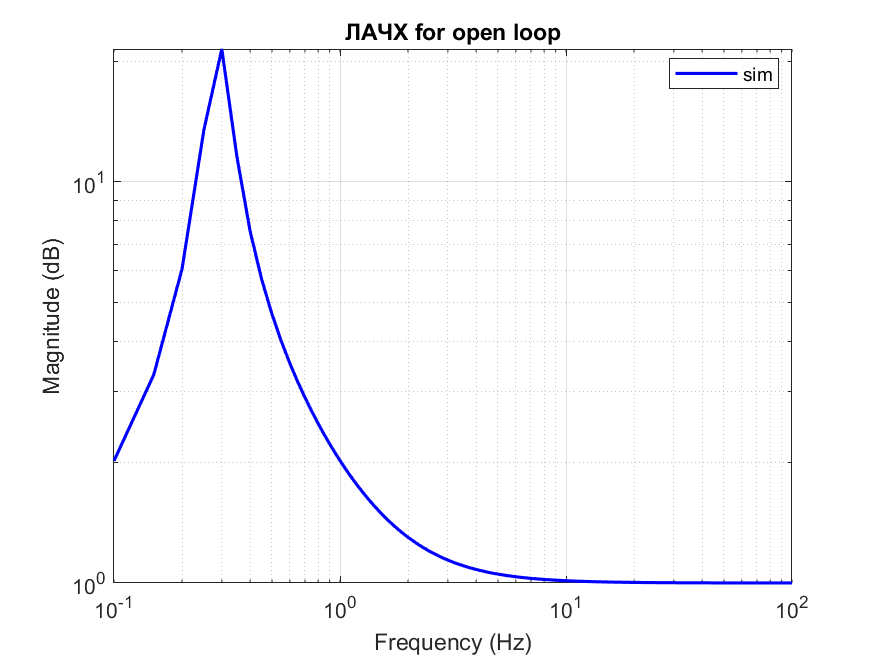 ЛАЧХ for open loop
sim
Magnitude (dB)
10^1
10^0
10^-1
10^0
10^1
10^2
Frequency (Hz)